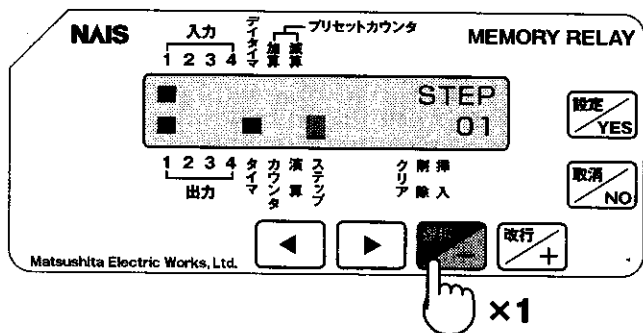 NAIS
入力
1 2 3 4
デイタイマ
加算
減算
プリセットカウンタ
MEMORY RELAY
STEP
01
設定
YES
1 2 3 4
出力
タイマ
カウンタ
演算
ステップ
クリア
削除
挿入
取消
NO
改行
+
−
Matsushita Electric Works, Ltd.
×1